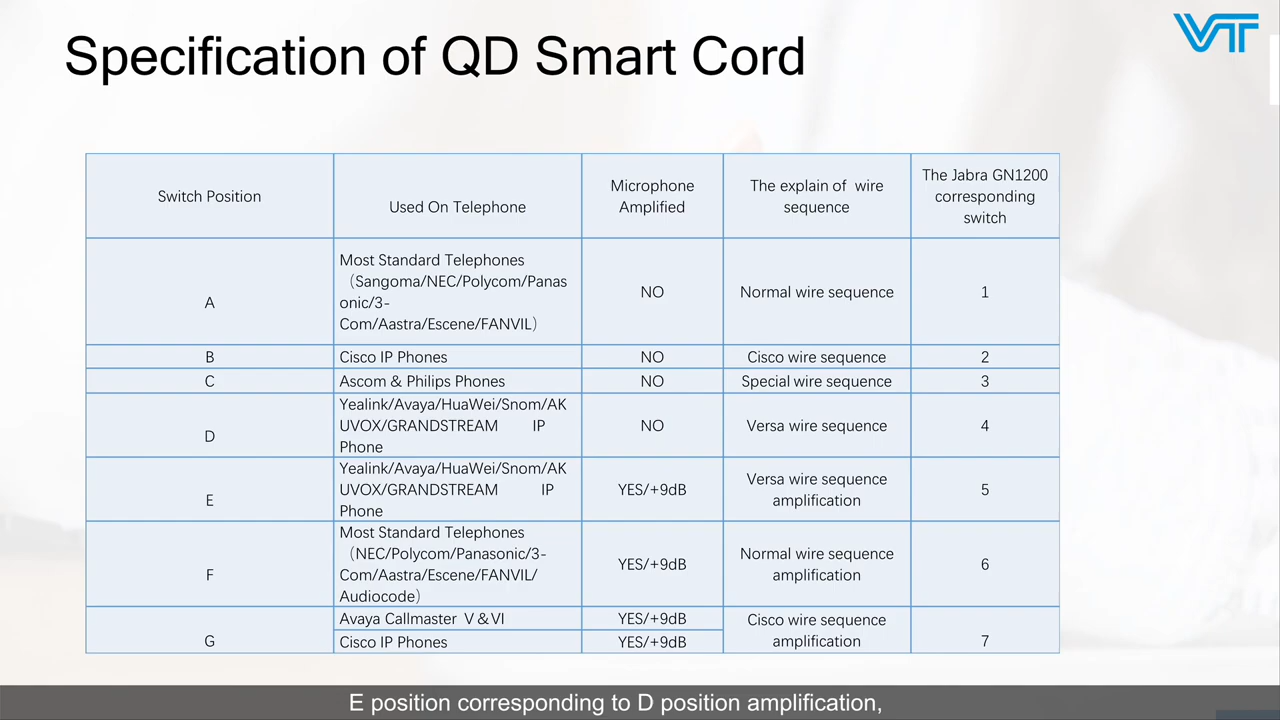 VT
Specification of QD Smart Cord
Switch Position
Used On Telephone
Microphone
Amplified
The explain of wire
sequence
The Jabra GN1200
corresponding
switch
A
Most Standard Telephones
（Sangoma/NEC/Polycom/Panas
onic/3-
Com/Aastra/Escene/FANVIL）
NO
Normal wire sequence
1
B
Cisco IP Phones
NO
Cisco wire sequence
2
C
Ascom & Philips Phones
NO
Special wire sequence
3
D
Yealink/Avaya/HuaWei/Snom/AK
UVOX/GRANDSTREAM IP
Phone
NO
Versa wire sequence
4
E
Yealink/Avaya/HuaWei/Snom/AK
UVOX/GRANDSTREAM IP
Phone
YES/+9dB
Versa wire sequence
amplification
5
F
Most Standard Telephones
（NEC/Polycom/Panasonic/3-
Com/Aastra/Escene/FANVIL/
Audiocode）
YES/+9dB
Normal wire sequence
amplification
6
G
Avaya Callmaster V＆VI
YES/+9dB
Cisco IP Phones
YES/+9dB
Cisco wire sequence
amplification
7
E position corresponding to D position amplification,